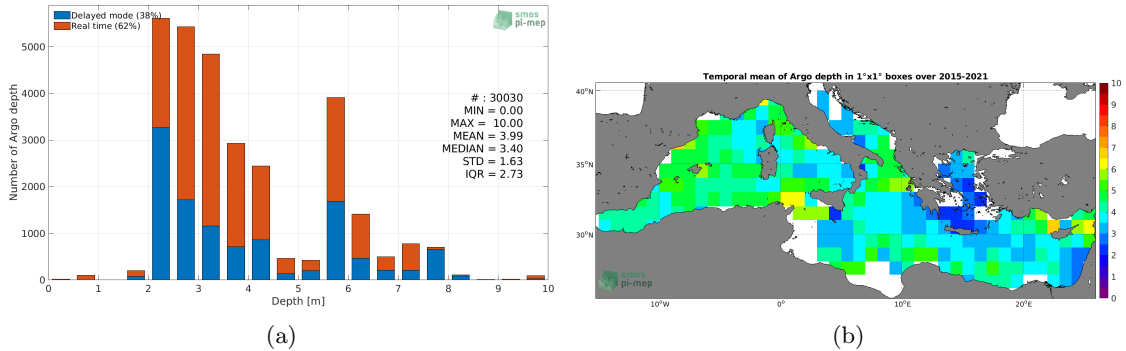 Delayed mode (38%)
Real time (62%)
smos
pi-mep
5000
4000
3000
2000
1000
0
Number of Argo depth
# : 30030
MIN = 0.00
MAX = 10.00
MEAN = 3.99
MEDIAN = 3.40
STD = 1.63
IQR = 2.73
0 1 2 3 4 5 6 7 8 9 10
Depth [m]
(a)
Temporal mean of Argo depth in 1°x1° boxes over 2015-2021
40°N
35°N
30°N
10°W 0° 10°E 20°E
smos
pi-mep
10
9
8
7
6
5
4
3
2
1
0
(b)